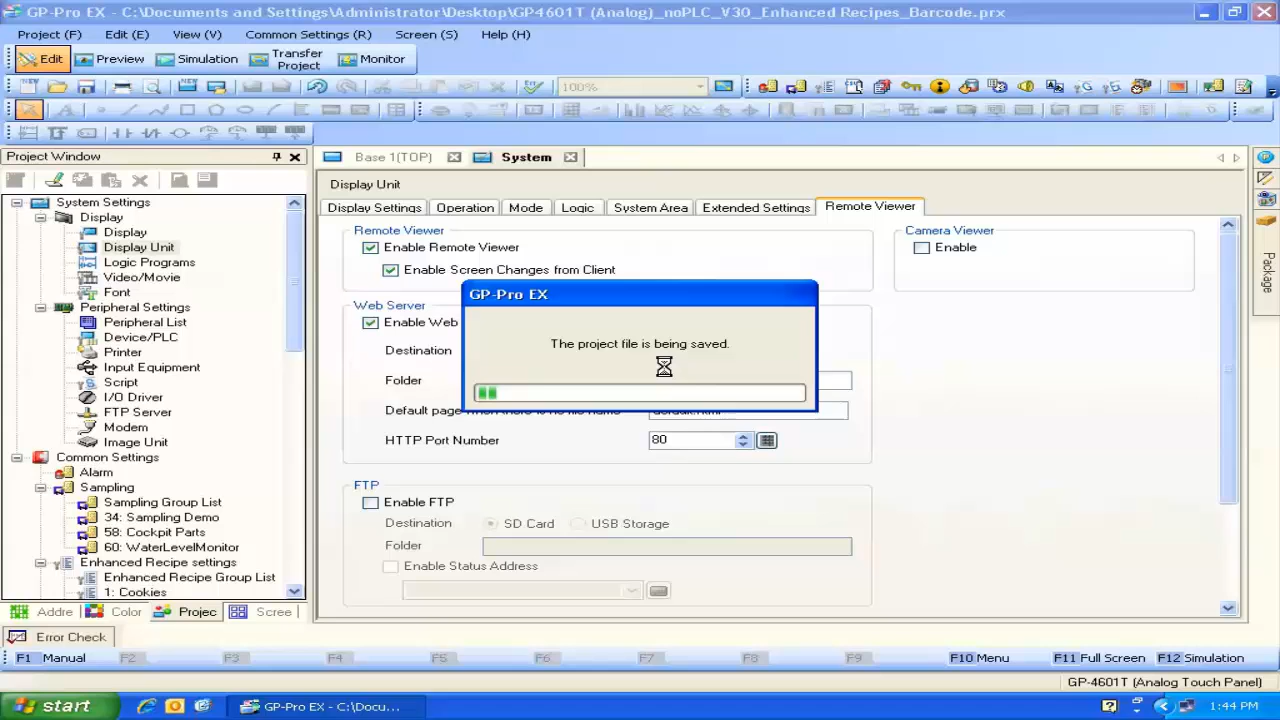 GP-Pro EX - C:\Documents and Settings\Administrator\Desktop\GP4601T (Analog)_noPLC_V30_Enhanced Recipes_Barcode.prx
Project (F) Edit (E) View (V) Common Settings (R) Screen (S) Help (H)
Edit Preview Simulation Transfer Project Monitor
100%
Project Window
Base 1(TOP) System
Display Unit
System Settings
Display
Display
Display Unit
Logic Programs
Video/Movie
Font
Peripheral Settings
Peripheral List
Device/PLC
Printer
Input Equipment
Script
I/O Driver
FTP Server
Modem
Image Unit
Common Settings
Alarm
Sampling
Sampling Group List
34: Sampling Demo
58: Cockpit Parts
60: WaterLevelMonitor
Enhanced Recipe settings
Enhanced Recipe Group List
1: Cookies
Addre Color Projec Scree
Display Settings Operation Mode Logic System Area Extended Settings Remote Viewer
Remote Viewer
Enable Remote Viewer
Enable Screen Changes from Client
Camera Viewer
Enable
Web Server
Enable Web
Destination
Folder
HTTP Port Number 80
GP-Pro EX
The project file is being saved.
FTP
Enable FTP
Destination SD Card USB Storage
Folder
Enable Status Address
Package
Error Check
F1 Manual F2 F3 F4 F5 F6 F7 F8 F9 F10 Menu F11 Full Screen F12 Simulation
GP-4601T (Analog Touch Panel)
start GP-Pro EX - C:\Docu... 1:44 PM